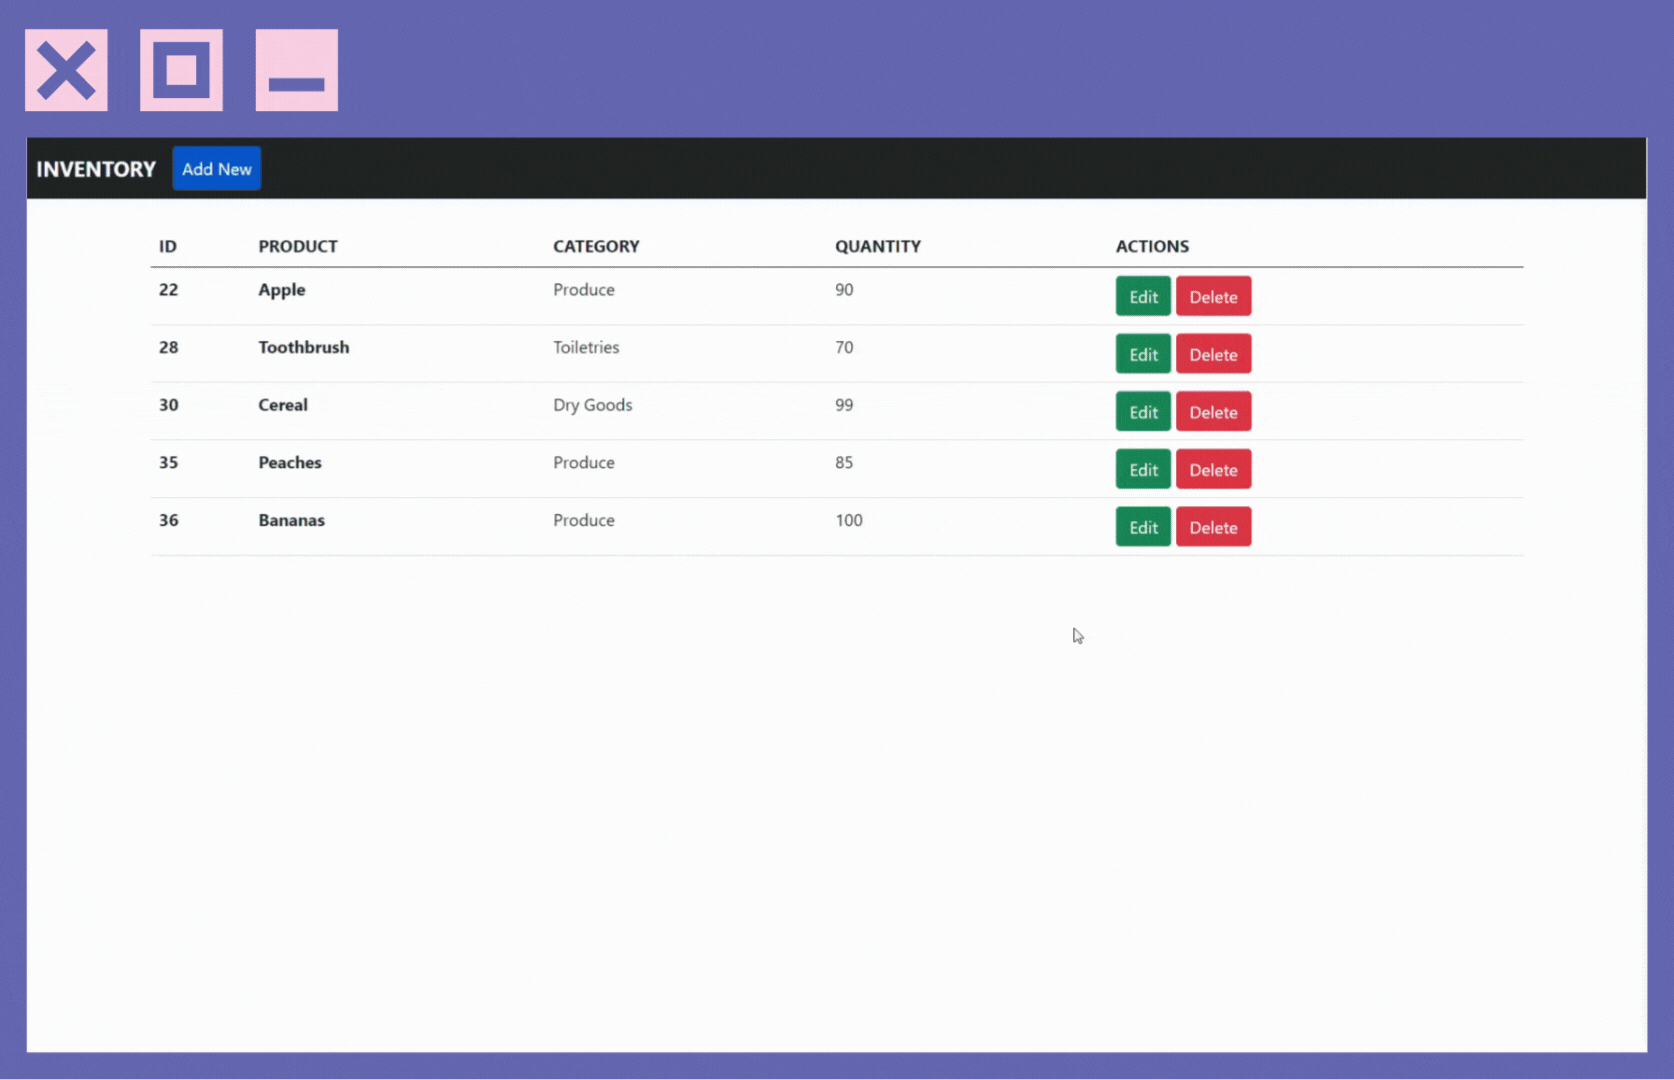 INVENTORY Add New
ID PRODUCT CATEGORY QUANTITY ACTIONS
22 Apple Produce 90 Edit Delete
28 Toothbrush Toiletries 70 Edit Delete
30 Cereal Dry Goods 99 Edit Delete
35 Peaches Produce 85 Edit Delete
36 Bananas Produce 100 Edit Delete